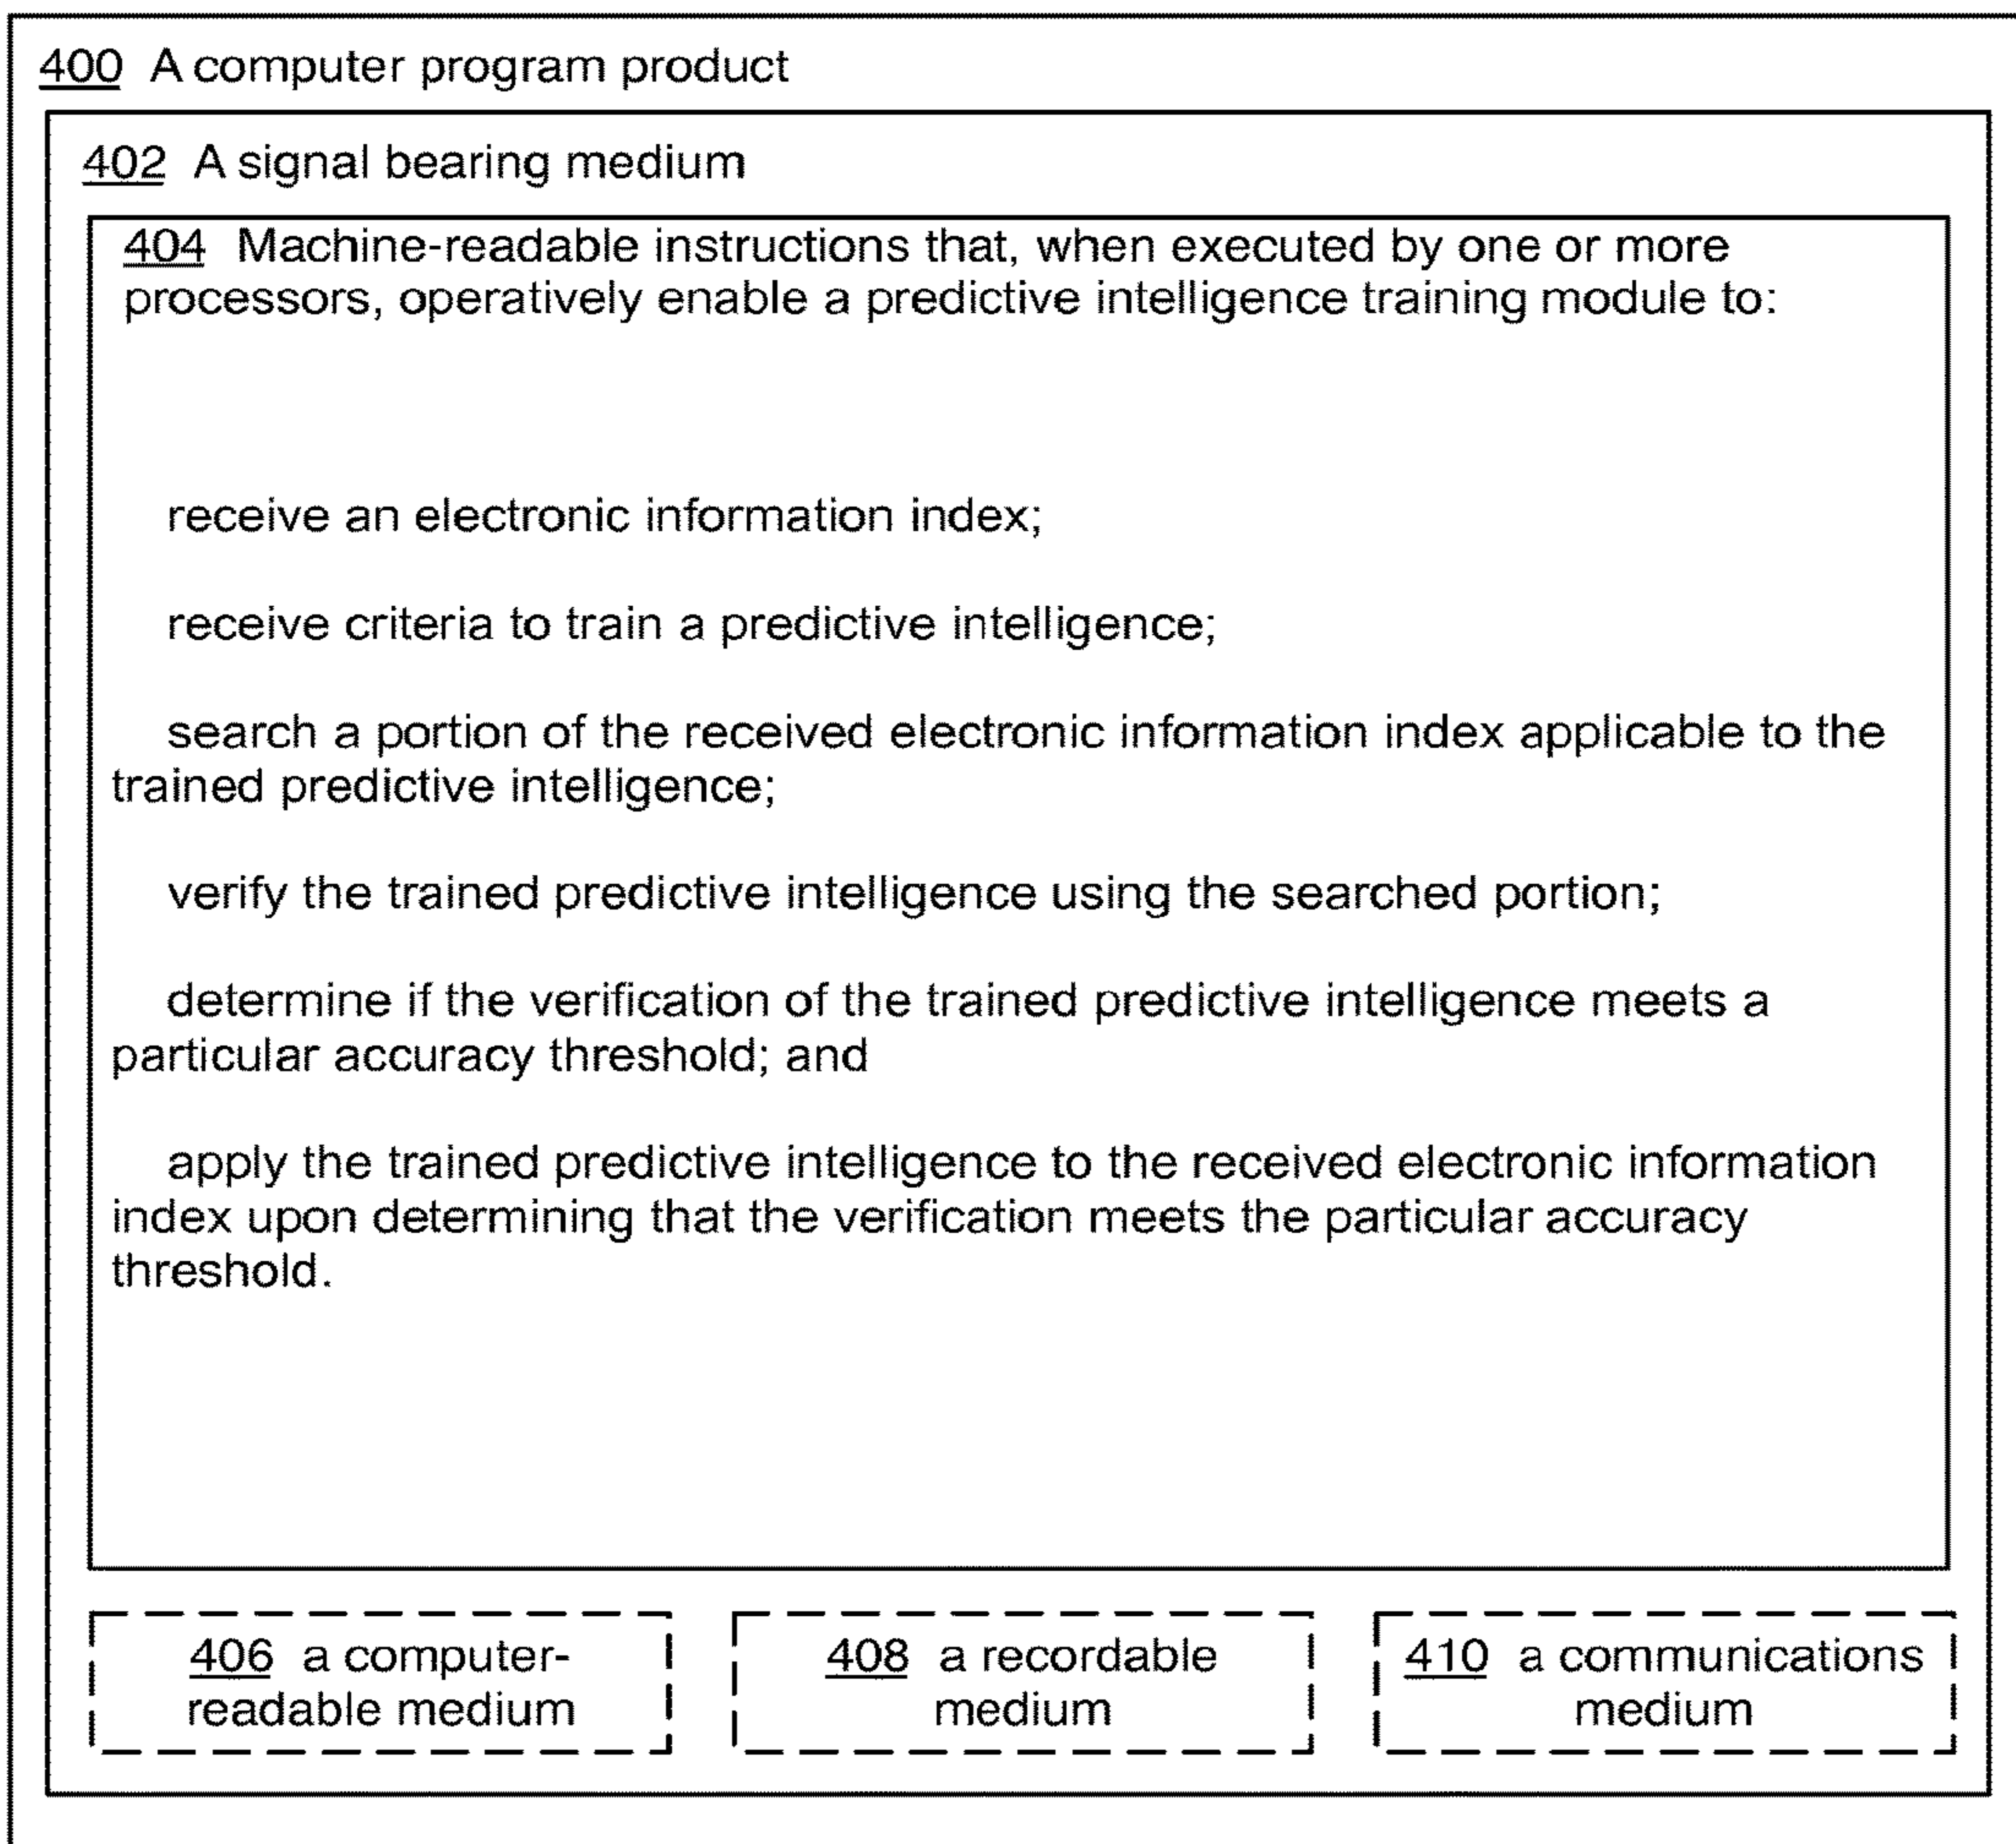 400 A computer program product
402 A signal bearing medium
404 Machine-readable instructions that, when executed by one or more
processors, operatively enable a predictive intelligence training module to:
receive an electronic information index;
receive criteria to train a predictive intelligence;
search a portion of the received electronic information index applicable to the
trained predictive intelligence;
verify the trained predictive intelligence using the searched portion;
determine if the verification of the trained predictive intelligence meets a
particular accuracy threshold; and
apply the trained predictive intelligence to the received electronic information
index upon determining that the verification meets the particular accuracy
threshold.
406 a computer-
readable medium
408 a recordable
medium
410 a communications
medium